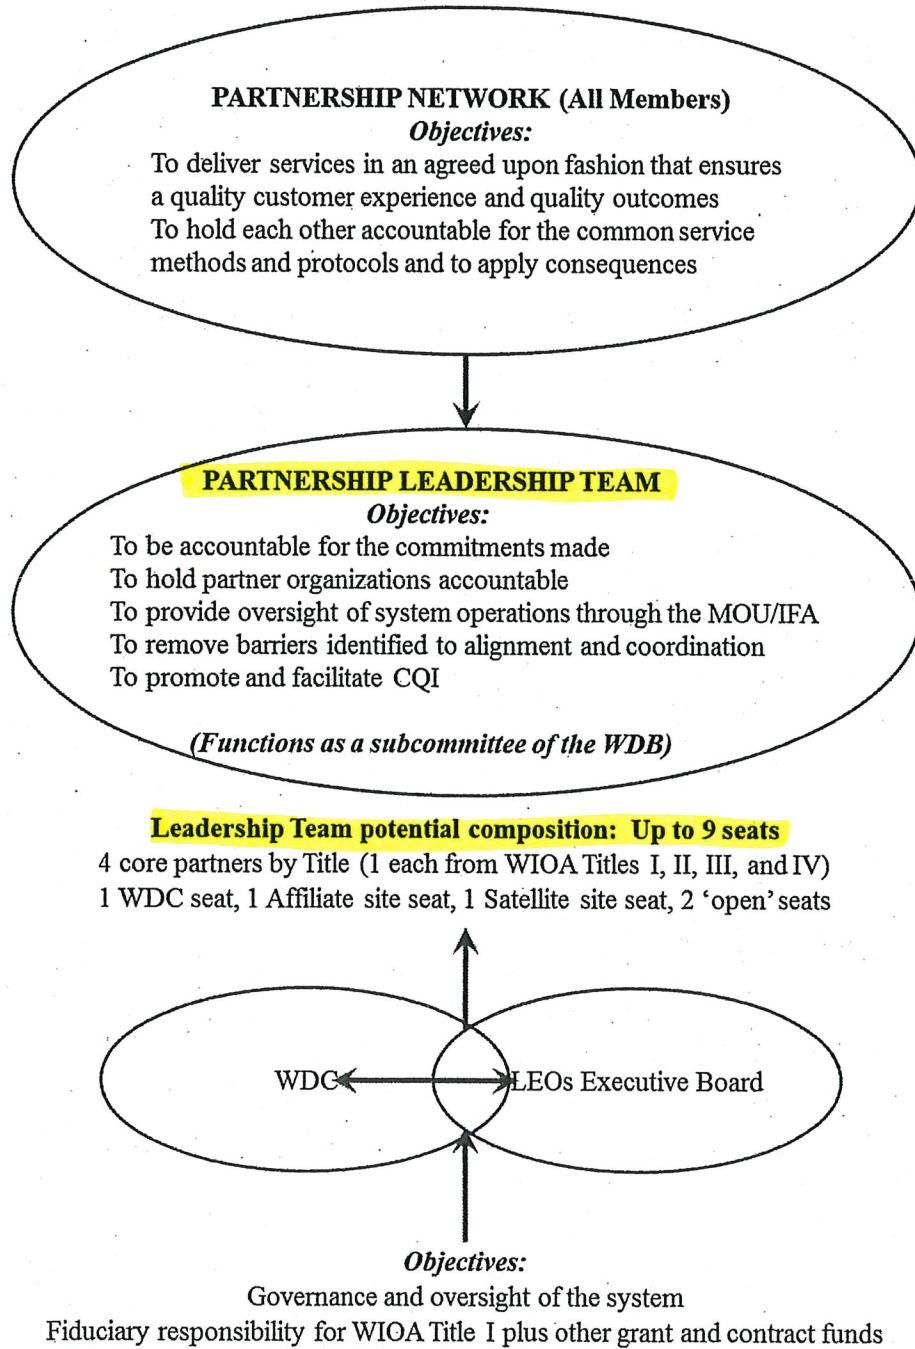 PARTNERSHIP NETWORK (All Members)
Objectives:
To deliver services in an agreed upon fashion that ensures
a quality customer experience and quality outcomes
To hold each other accountable for the common service
methods and protocols and to apply consequences
PARTNERSHIP LEADERSHIP TEAM
Objectives:
To be accountable for the commitments made
To hold partner organizations accountable
To provide oversight of system operations through the MOU/IFA
To remove barriers identified to alignment and coordination
To promote and facilitate CQI
(Functions as a subcommittee of the WDB)
Leadership Team potential composition: Up to 9 seats
4 core partners by Title (1 each from WIOA Titles I, II, III, and IV)
1 WDC seat, 1 Affiliate site seat, 1 Satellite site seat, 2 ‘open’ seats
WDC LEOs Executive Board
Objectives:
Governance and oversight of the system
Fiduciary responsibility for WIOA Title I plus other grant and contract funds